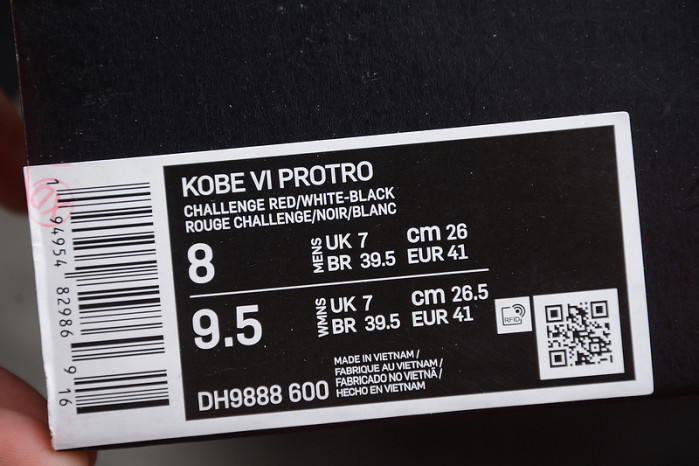 KOBE VI PROTRO
CHALLENGE RED/WHITE-BLACK
ROUGE CHALLENGE/NOIR/BLANC
8
MENS
UK 7
cm 26
BR 39.5
EUR 41
9.5
WMNS
UK 7
cm 26.5
BR 39.5
EUR 41
RFID
MADE IN VIETNAM /
FABRIQUE AU VIETNAM /
FABRICADO NO VIETNÃ /
HECHO EN VIETNAM
DH9888 600
1 94954 82986 9 16